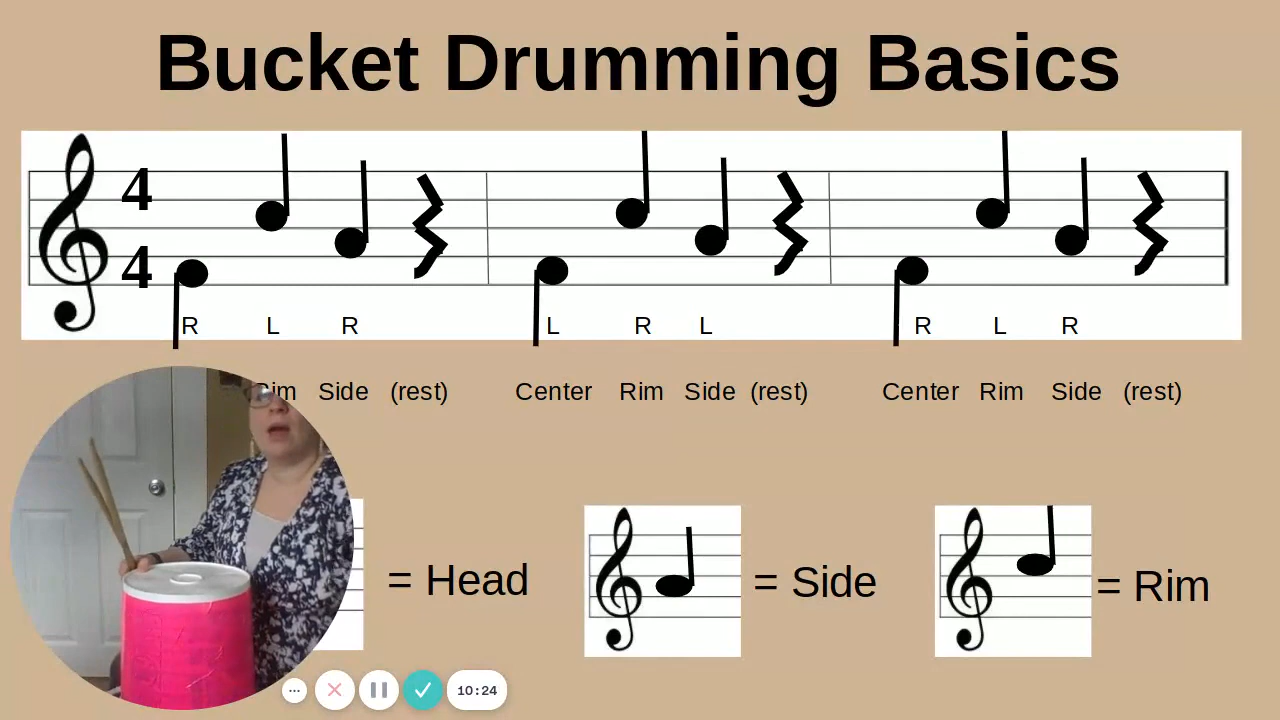 Bucket Drumming Basics
4
4
R L R L R L R L R
Rim Side (rest) Center Rim Side (rest) Center Rim Side (rest)
= Head = Side = Rim
10:24